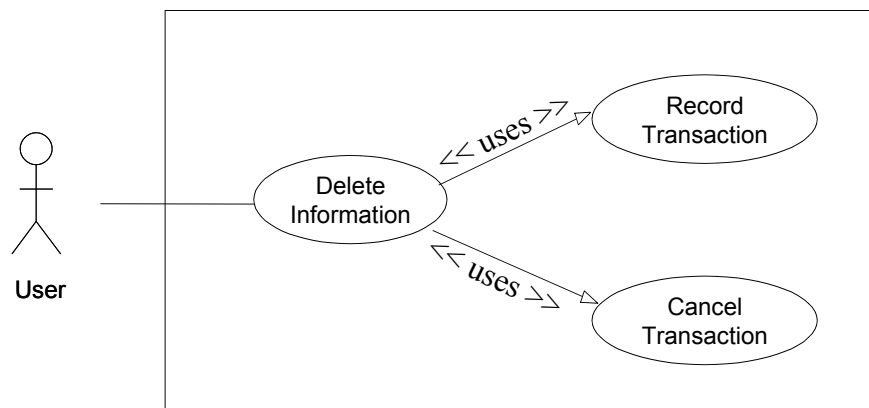 User
Delete
Information
<< uses >>
Record
Transaction
<< uses >>
Cancel
Transaction